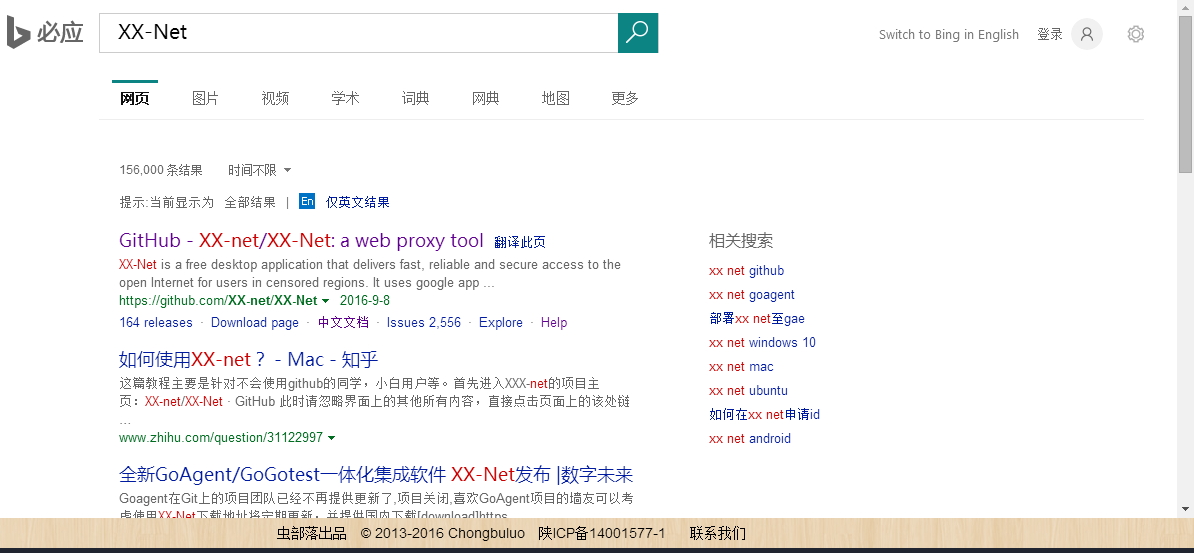 必应 XX-Net Switch to Bing in English 登录
网页 图片 视频 学术 词典 网典 地图 更多
156,000 条结果 时间不限
提示:当前显示为 全部结果 | En 仅英文结果
GitHub - XX-net/XX-Net: a web proxy tool 翻译此页
XX-Net is a free desktop application that delivers fast, reliable and secure access to the
open Internet for users in censored regions. It uses google app ...
https://github.com/XX-net/XX-Net 2016-9-8
164 releases · Download page · 中文文档 · Issues 2,556 · Explore · Help
如何使用XX-net ？ - Mac - 知乎
这篇教程主要是针对不会使用github的同学，小白用户等。首先进入XXX-net的项目主
页：XX-net/XX-Net · GitHub 此时请忽略界面上的其他所有内容，直接点击页面上的该处链
...
www.zhihu.com/question/31122997
全新GoAgent/GoGotest一体化集成软件 XX-Net发布 |数字未来
Goagent在Git上的项目团队已经不再提供更新了,项目关闭,喜欢GoAgent项目的墙友可以考
虑使用XX-Net下载地址将定期更新，并提供国内下载[download]https
相关搜索
xx net github
xx net goagent
部署xx net至gae
xx net windows 10
xx net mac
xx net ubuntu
如何在xx net申请id
xx net android
虫部落出品 © 2013-2016 Chongbuluo 陕ICP备14001577-1 联系我们